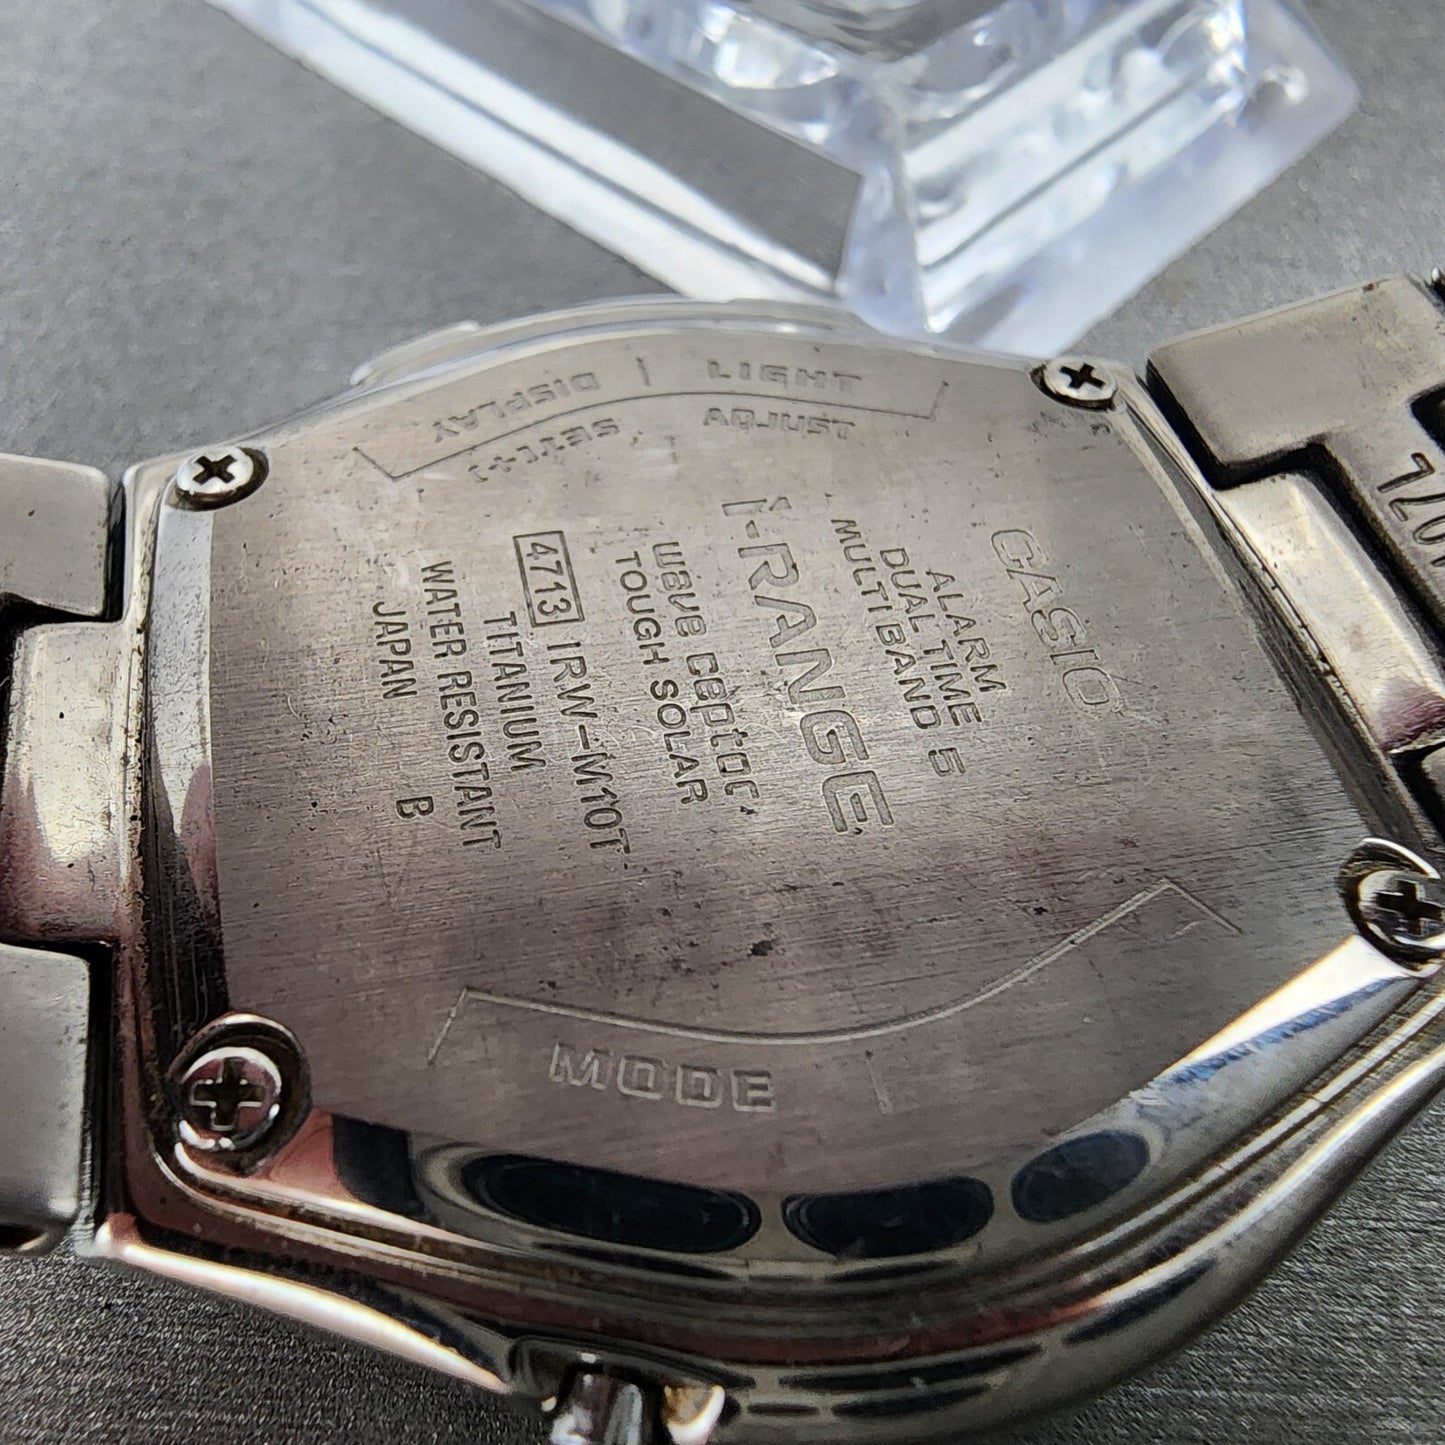 CASIO
ALARM
DUAL TIME
MULTI BAND 5
i-RANGE
WAVE CEPTOR
TOUGH SOLAR
4713 IRW-M10T
TITANIUM
WATER RESISTANT
JAPAN B
DISPLAY LIGHT
[+].SET ADJUST
MODE